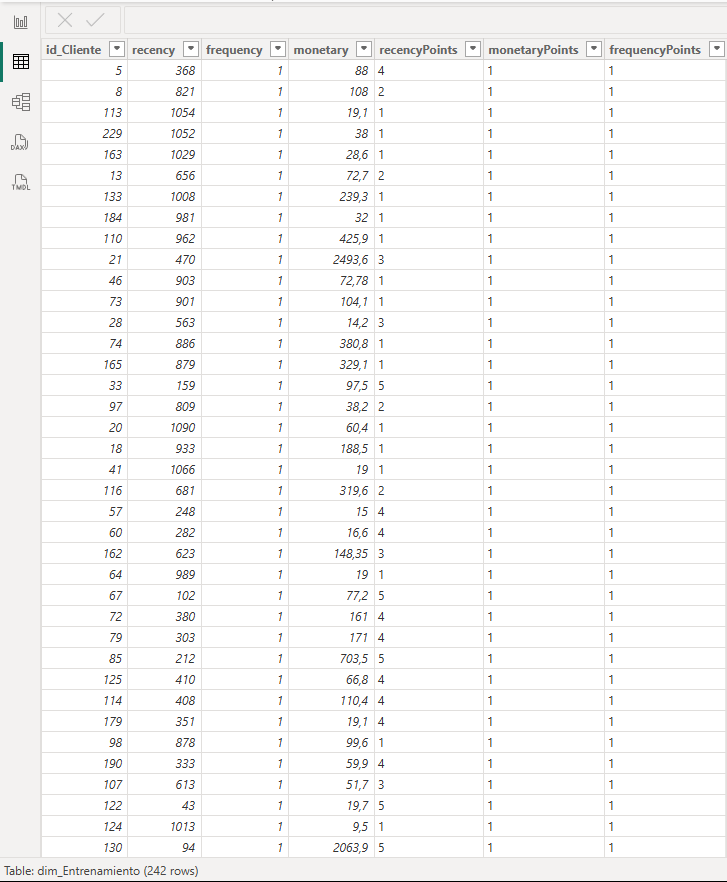 id_Cliente recency frequency monetary recencyPoints monetaryPoints frequencyPoints
5 368 1 88 4 1 1
8 821 1 108 2 1 1
113 1054 1 19,1 1 1 1
229 1052 1 38 1 1 1
163 1029 1 28,6 1 1 1
13 656 1 72,7 2 1 1
133 1008 1 239,3 1 1 1
184 981 1 32 1 1 1
110 962 1 425,9 1 1 1
21 470 1 2493,6 3 1 1
46 903 1 72,78 1 1 1
73 901 1 104,1 1 1 1
28 563 1 14,2 3 1 1
74 886 1 380,8 1 1 1
165 879 1 329,1 1 1 1
33 159 1 97,5 5 1 1
97 809 1 38,2 2 1 1
20 1090 1 60,4 1 1 1
18 933 1 188,5 1 1 1
41 1066 1 19 1 1 1
116 681 1 319,6 2 1 1
57 248 1 15 4 1 1
60 282 1 16,6 4 1 1
162 623 1 148,35 3 1 1
64 989 1 19 1 1 1
67 102 1 77,2 5 1 1
72 380 1 161 4 1 1
79 303 1 171 4 1 1
85 212 1 703,5 5 1 1
125 410 1 66,8 4 1 1
114 408 1 110,4 4 1 1
179 351 1 19,1 4 1 1
98 878 1 99,6 1 1 1
190 333 1 59,9 4 1 1
107 613 1 51,7 3 1 1
122 43 1 19,7 5 1 1
124 1013 1 9,5 1 1 1
130 94 1 2063,9 5 1 1
DAX
TMDL
Table: dim_Entrenamiento (242 rows)